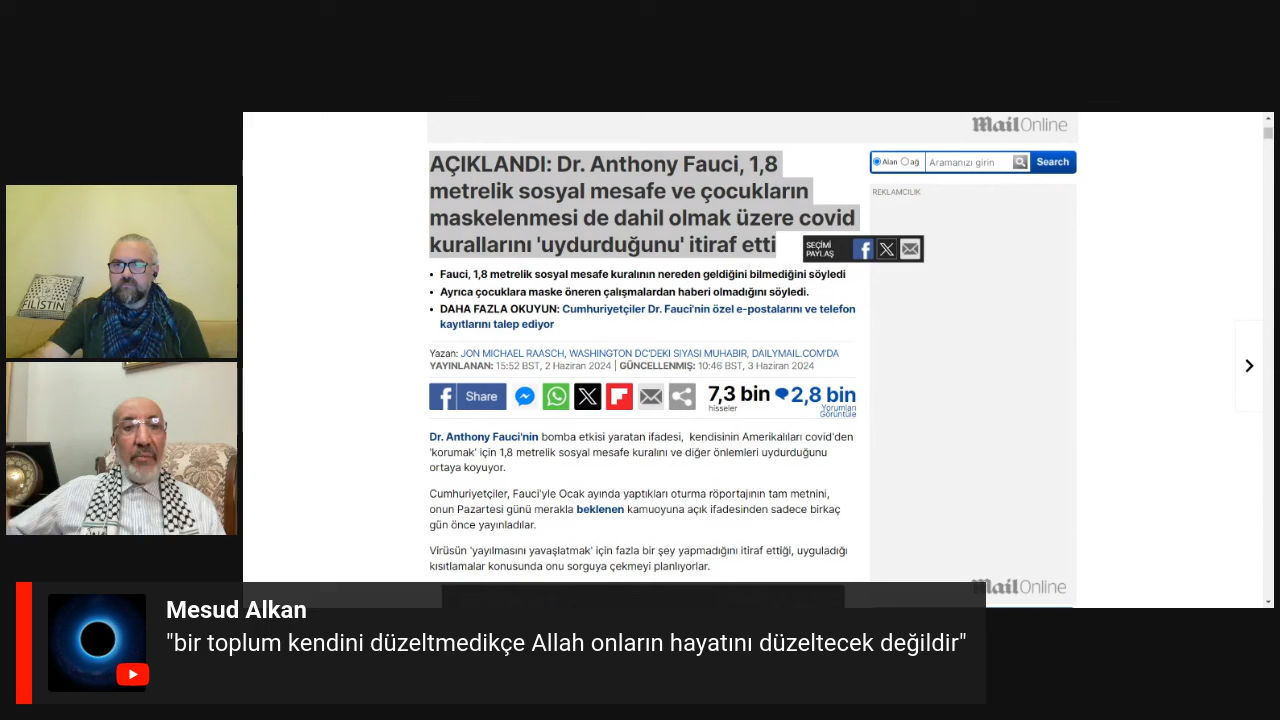 Mail Online
AÇIKLANDI: Dr. Anthony Fauci, 1,8
metrelik sosyal mesafe ve çocukların
maskelenmesi de dahil olmak üzere covid
kurallarını 'uydurduğunu' itiraf etti
Alan
ağ
Aramanızı girin
Search
REKLAMCILIK
SEÇİMİ
PAYLAŞ
• Fauci, 1,8 metrelik sosyal mesafe kuralının nereden geldiğini bilmediğini söyledi
• Ayrıca çocuklara maske öneren çalışmalardan haberi olmadığını söyledi.
• DAHA FAZLA OKUYUN: Cumhuriyetçiler Dr. Fauci'nin özel e-postalarını ve telefon
kayıtlarını talep ediyor
Yazan: JON MICHAEL RAASCH, WASHINGTON DC'DEKI SIYASI MUHABIR, DAILYMAIL.COM'DA
YAYINLANAN: 15:52 BST, 2 Haziran 2024 | GÜNCELLENMİŞ: 10:46 BST, 3 Haziran 2024
Share
7,3 bin
hisseler
2,8 bin
Yorumları
Görüntüle
Dr. Anthony Fauci'nin bomba etkisi yaratan ifadesi, kendisinin Amerikalıları covid'den
'korumak' için 1,8 metrelik sosyal mesafe kuralını ve diğer önlemleri uydurduğunu
ortaya koyuyor.
Cumhuriyetçiler, Fauci'yle Ocak ayında yaptıkları oturma röportajının tam metnini,
onun Pazartesi günü merakla beklenen kamuoyuna açık ifadesinden sadece birkaç
gün önce yayınladılar.
Virüsün 'yayılmasını yavaşlatmak' için fazla bir şey yapmadığını itiraf ettiği, uyguladığı
kısıtlamalar konusunda onu sorguya çekmeyi planlıyorlar.
Mail Online
FİLİSTİN
Mesud Alkan
"bir toplum kendini düzeltmedikçe Allah onların hayatını düzeltecek değildir"